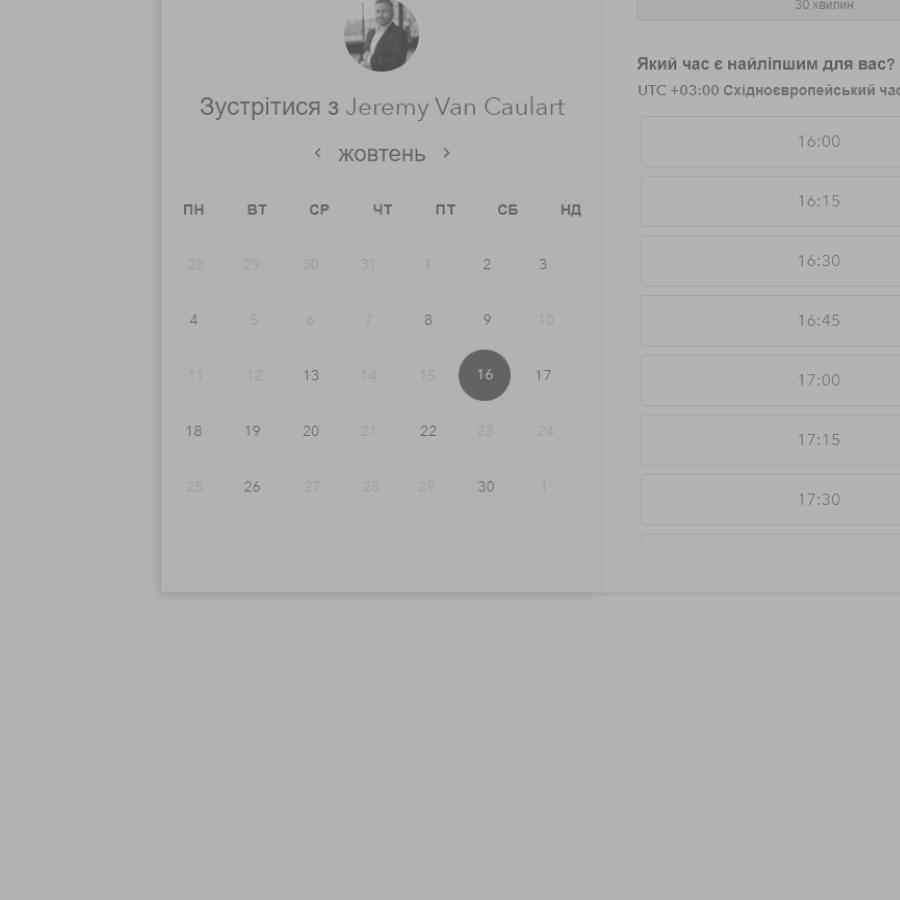 Зустрітися з Jeremy Van Caulart
< жовтень >
ПН ВТ СР ЧТ ПТ СБ НД
28 29 30 31 1 2 3
4 5 6 7 8 9 10
11 12 13 14 15 16 17
18 19 20 21 22 23 24
25 26 27 28 29 30 1
30 хвилин
Який час є найліпшим для вас?
UTC +03:00 Східноєвропейський час
16:00
16:15
16:30
16:45
17:00
17:15
17:30